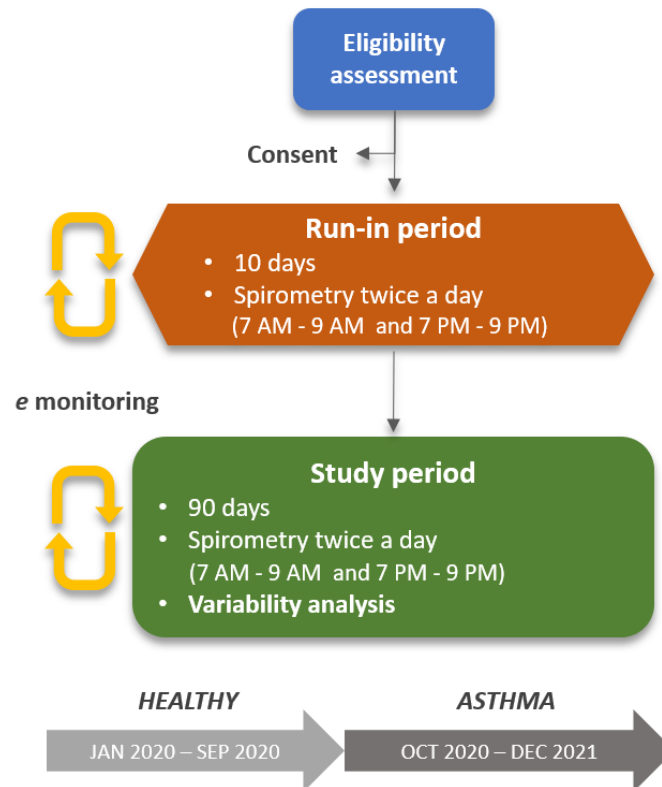 Eligibility
assessment
Consent
Run-in period
• 10 days
• Spirometry twice a day
(7 AM - 9 AM and 7 PM - 9 PM)
e monitoring
Study period
• 90 days
• Spirometry twice a day
(7 AM - 9 AM and 7 PM - 9 PM)
• Variability analysis
HEALTHY
ASTHMA
JAN 2020 – SEP 2020
OCT 2020 – DEC 2021